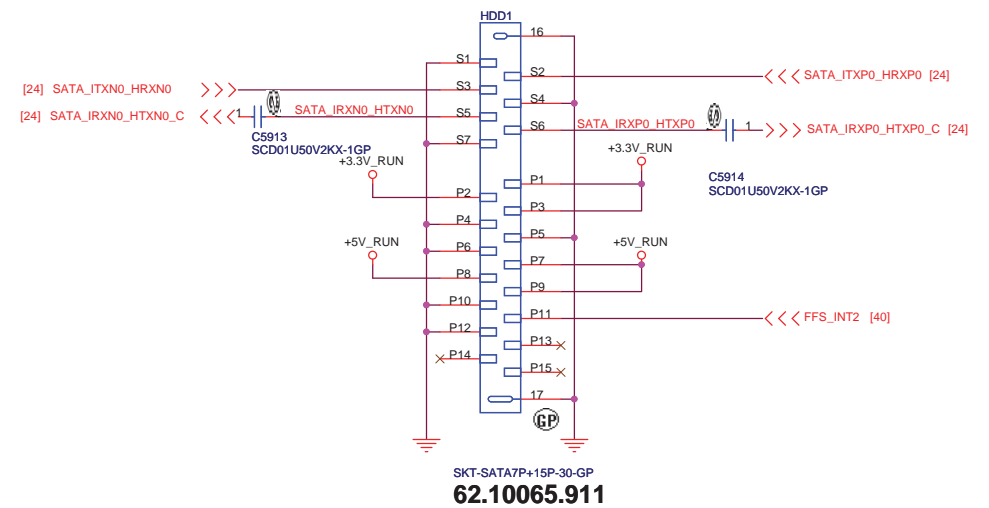 HDD1
16
S1
S2
SATA_ITXP0_HRXP0 [24]
[24] SATA_ITXN0_HRXN0
S3
S4
[24] SATA_IRXN0_HTXN0_C
1
SATA_IRXN0_HTXN0
S5
S6
SATA_IRXP0_HTXP0
1
SATA_IRXP0_HTXP0_C [24]
C5913
SCD01U50V2KX-1GP
S7
+3.3V_RUN
+3.3V_RUN
C5914
SCD01U50V2KX-1GP
P1
P2
P3
P4
P5
+5V_RUN
P6
+5V_RUN
P7
P8
P9
P10
P11
FFS_INT2 [40]
P12
P13
P14
P15
17
GP
SKT-SATA7P+15P-30-GP
62.10065.911